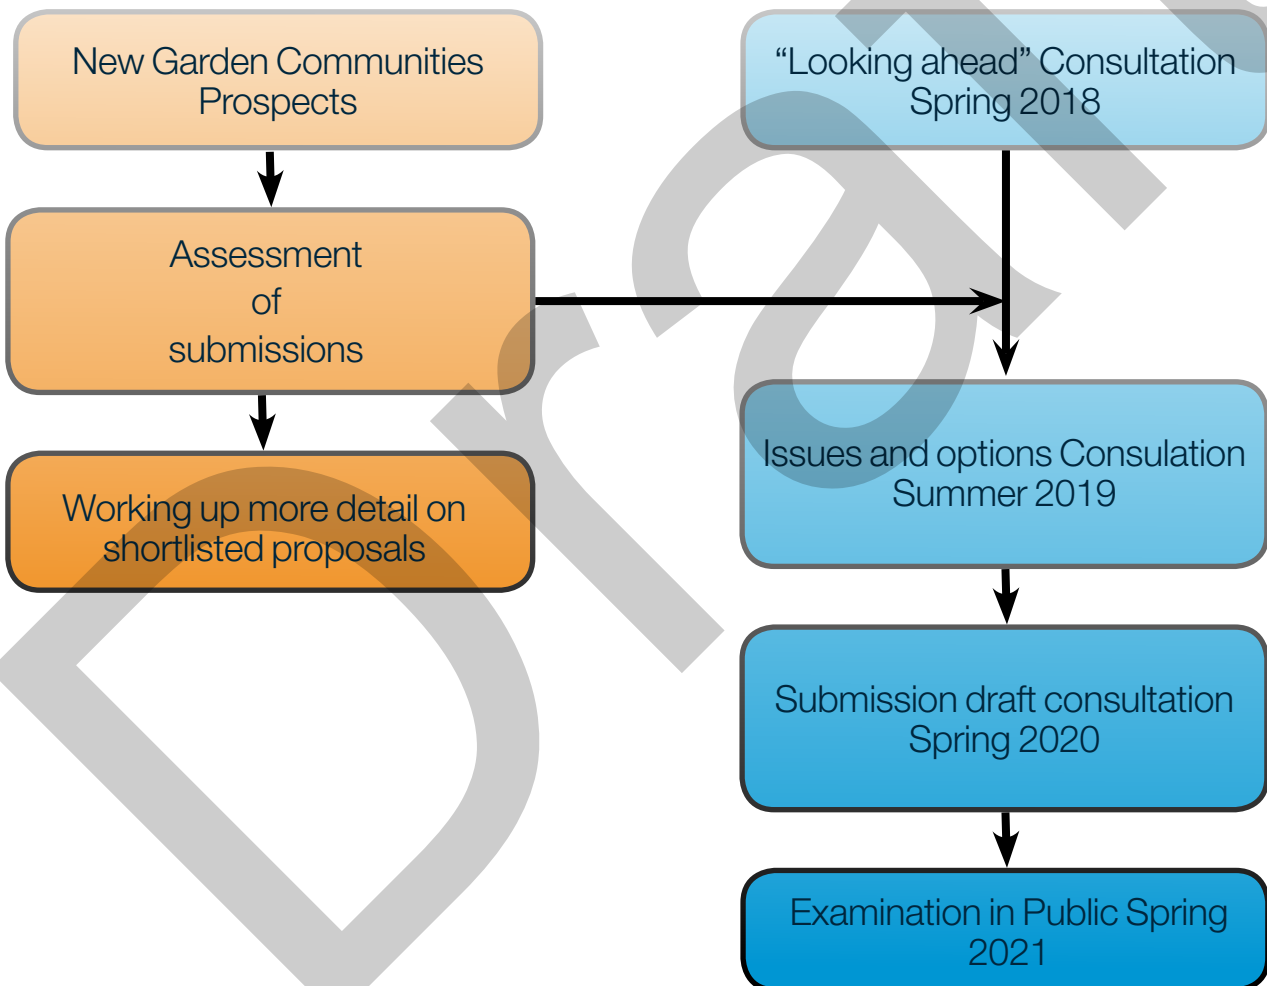 New Garden Communities
Prospects
Assessment
of
submissions
Working up more detail on
shortlisted proposals
“Looking ahead” Consultation
Spring 2018
Issues and options Consulation
Summer 2019
Submission draft consultation
Spring 2020
Examination in Public Spring
2021
Draft